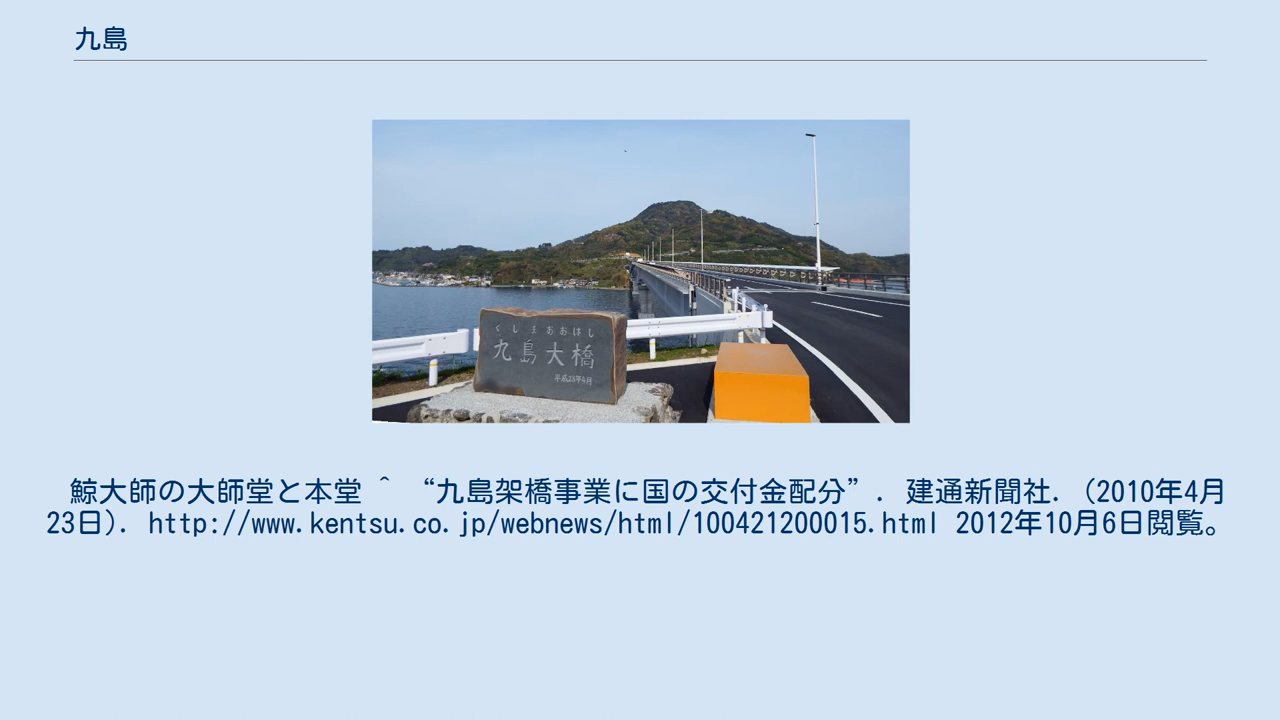 九島
くしまおおはし
九島大橋
平成28年4月
鯨大師の大師堂と本堂 ^ “九島架橋事業に国の交付金配分”. 建通新聞社. (2010年4月
23日). http://www.kentsu.co.jp/webnews/html/100421200015.html 2012年10月6日閲覧。